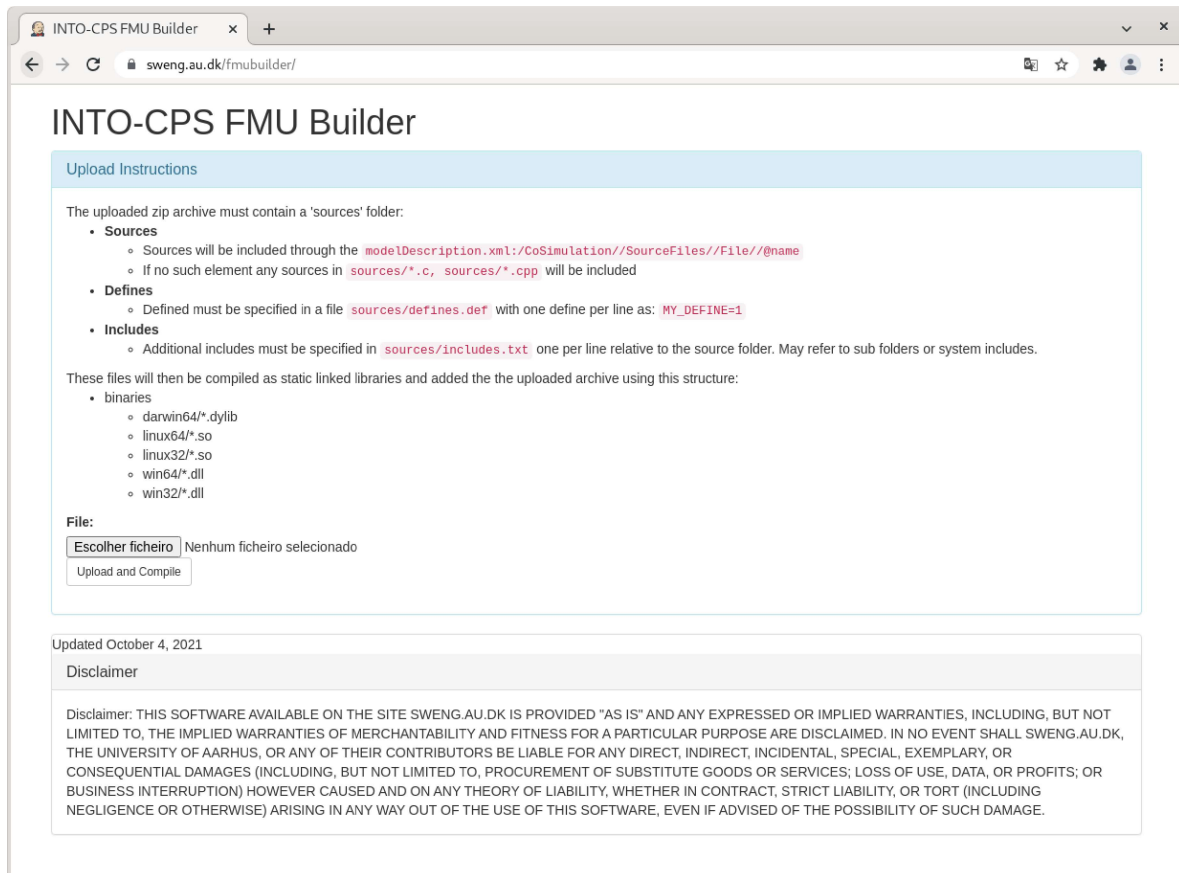 INTO-CPS FMU Builder
sweng.au.dk/fmubuilder/
INTO-CPS FMU Builder
Upload Instructions
The uploaded zip archive must contain a 'sources' folder:
Sources
Sources will be included through the modelDescription.xml:/CoSimulation//SourceFiles//File//@name
If no such element any sources in sources/*.c, sources/*.cpp will be included
Defines
Defined must be specified in a file sources/defines.def with one define per line as: MY_DEFINE=1
Includes
Additional includes must be specified in sources/includes.txt one per line relative to the source folder. May refer to sub folders or system includes.
These files will then be compiled as static linked libraries and added the the uploaded archive using this structure:
binaries
darwin64/*.dylib
linux64/*.so
linux32/*.so
win64/*.dll
win32/*.dll
File:
Escolher ficheiro Nenhum ficheiro selecionado
Upload and Compile
Updated October 4, 2021
Disclaimer
Disclaimer: THIS SOFTWARE AVAILABLE ON THE SITE SWENG.AU.DK IS PROVIDED "AS IS" AND ANY EXPRESSED OR IMPLIED WARRANTIES, INCLUDING, BUT NOT
LIMITED TO, THE IMPLIED WARRANTIES OF MERCHANTABILITY AND FITNESS FOR A PARTICULAR PURPOSE ARE DISCLAIMED. IN NO EVENT SHALL SWENG.AU.DK,
THE UNIVERSITY OF AARHUS, OR ANY OF THEIR CONTRIBUTORS BE LIABLE FOR ANY DIRECT, INDIRECT, INCIDENTAL, SPECIAL, EXEMPLARY, OR
CONSEQUENTIAL DAMAGES (INCLUDING, BUT NOT LIMITED TO, PROCUREMENT OF SUBSTITUTE GOODS OR SERVICES; LOSS OF USE, DATA, OR PROFITS; OR
BUSINESS INTERRUPTION) HOWEVER CAUSED AND ON ANY THEORY OF LIABILITY, WHETHER IN CONTRACT, STRICT LIABILITY, OR TORT (INCLUDING
NEGLIGENCE OR OTHERWISE) ARISING IN ANY WAY OUT OF THE USE OF THIS SOFTWARE, EVEN IF ADVISED OF THE POSSIBILITY OF SUCH DAMAGE.